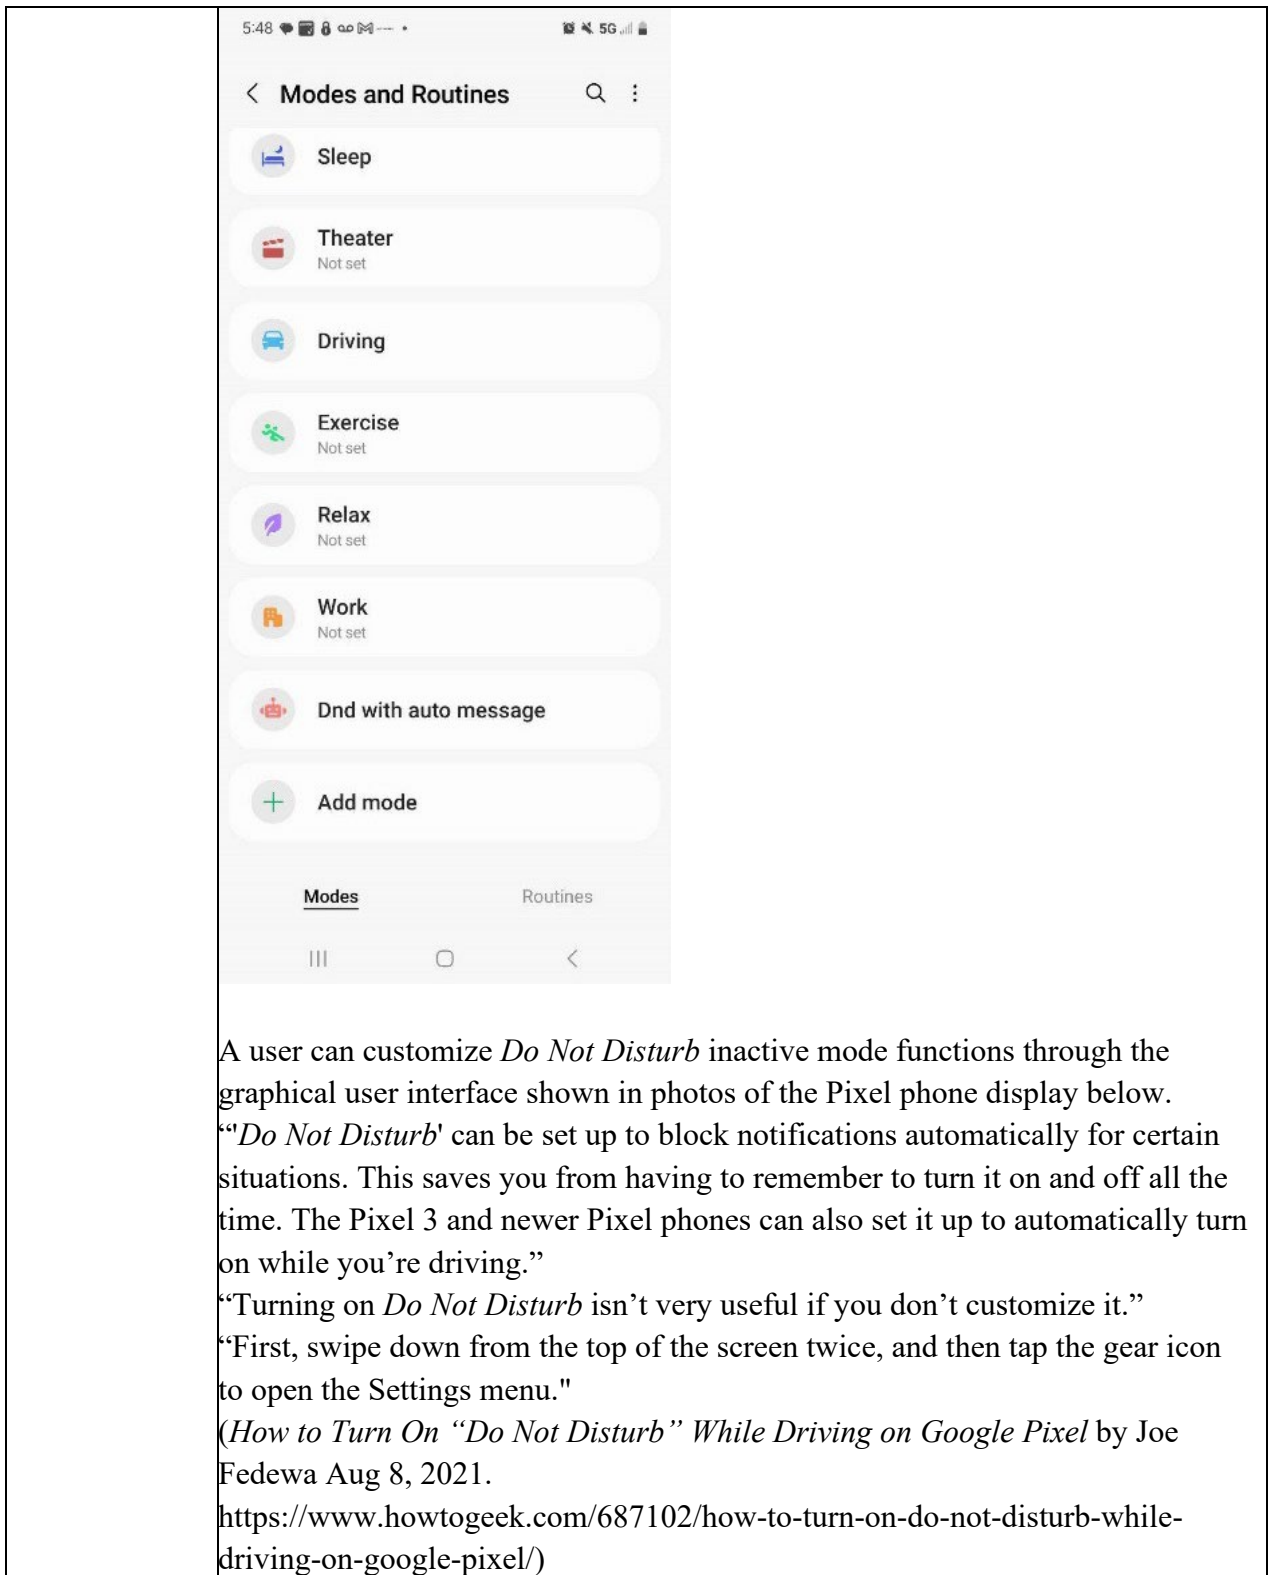 5:48
5G
Modes and Routines
Sleep
Theater
Not set
Driving
Exercise
Not set
Relax
Not set
Work
Not set
Dnd with auto message
Add mode
Modes
Routines
A user can customize Do Not Disturb inactive mode functions through the
graphical user interface shown in photos of the Pixel phone display below.
“'Do Not Disturb' can be set up to block notifications automatically for certain
situations. This saves you from having to remember to turn it on and off all the
time. The Pixel 3 and newer Pixel phones can also set it up to automatically turn
on while you’re driving.”
“Turning on Do Not Disturb isn’t very useful if you don’t customize it.”
“First, swipe down from the top of the screen twice, and then tap the gear icon
to open the Settings menu."
(How to Turn On “Do Not Disturb” While Driving on Google Pixel by Joe
Fedewa Aug 8, 2021.
https://www.howtogeek.com/687102/how-to-turn-on-do-not-disturb-while-
driving-on-google-pixel/)